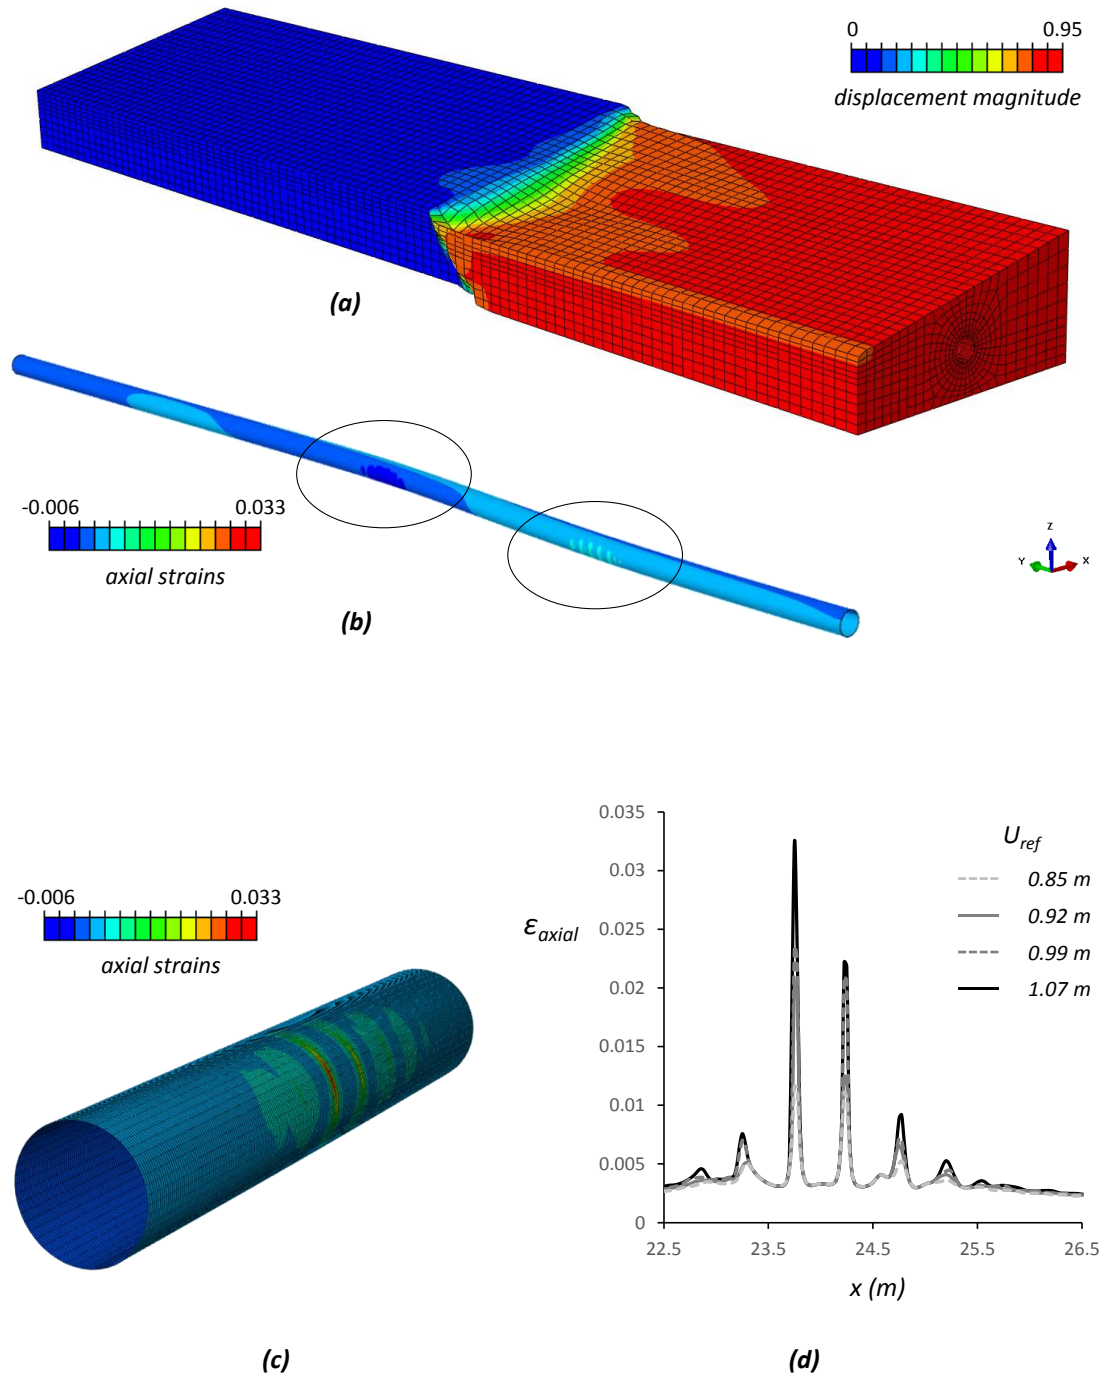 0 0.95
displacement magnitude
(a)
-0.006 0.033
axial strains
Z
Y X
(b)
-0.006 0.033
axial strains
(c)
0.035
0.03
0.025
0.02
0.015
0.01
0.005
0
εaxial
Uref
0.85 m
0.92 m
0.99 m
1.07 m
22.5 23.5 24.5 25.5 26.5
x (m)
(d)